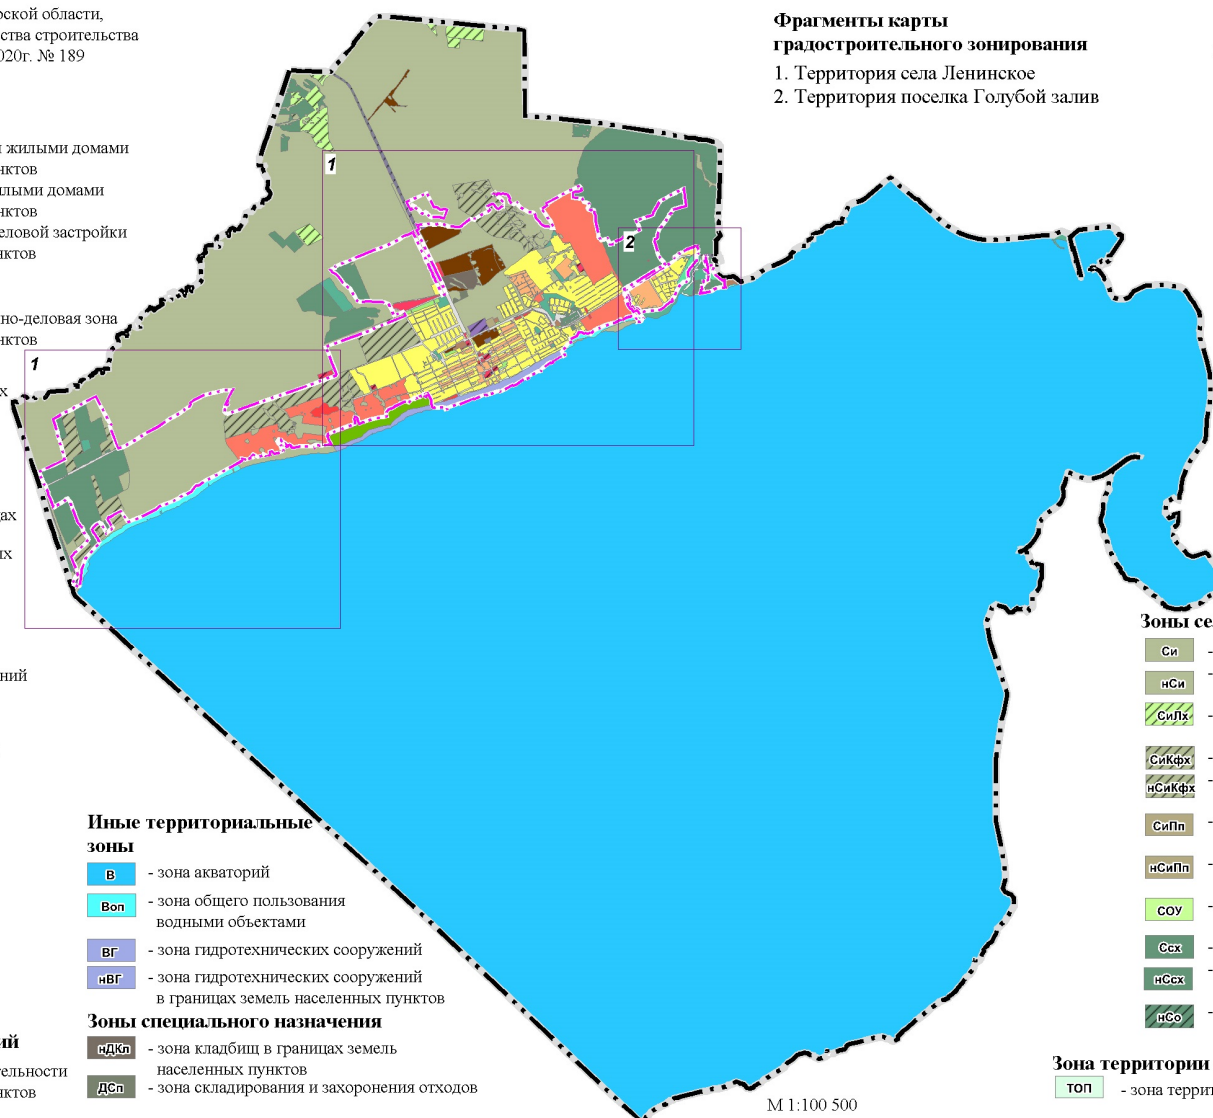 рской области,
ства строительства
020г. № 189
Фрагменты карты
градостроительного зонирования
1. Территория села Ленинское
2. Территория поселка Голубой залив
и жилыми домами
нктов
илыми домами
нктов
еловой застройки
нктов
но-деловая зона
нктов
х
ах
их
ний
1
2
1
Иные территориальные
зоны
В - зона акваторий
Воп - зона общего пользования
водными объектами
ВГ - зона гидротехнических сооружений
нВГ - зона гидротехнических сооружений
в границах земель населенных пунктов
Зоны специального назначения
нДКл - зона кладбищ в границах земель
населенных пунктов
ДСп - зона складирования и захоронения отходов
ий
тельности
нктов
М 1:100 500
Зоны се
Си -
нСи -
СиЛх -
СиКфх -
нСиКфх -
СиПп -
нСиПп -
СОУ -
Ссх -
нСсх -
нСо -
Зона территории
ТОП - зона террит